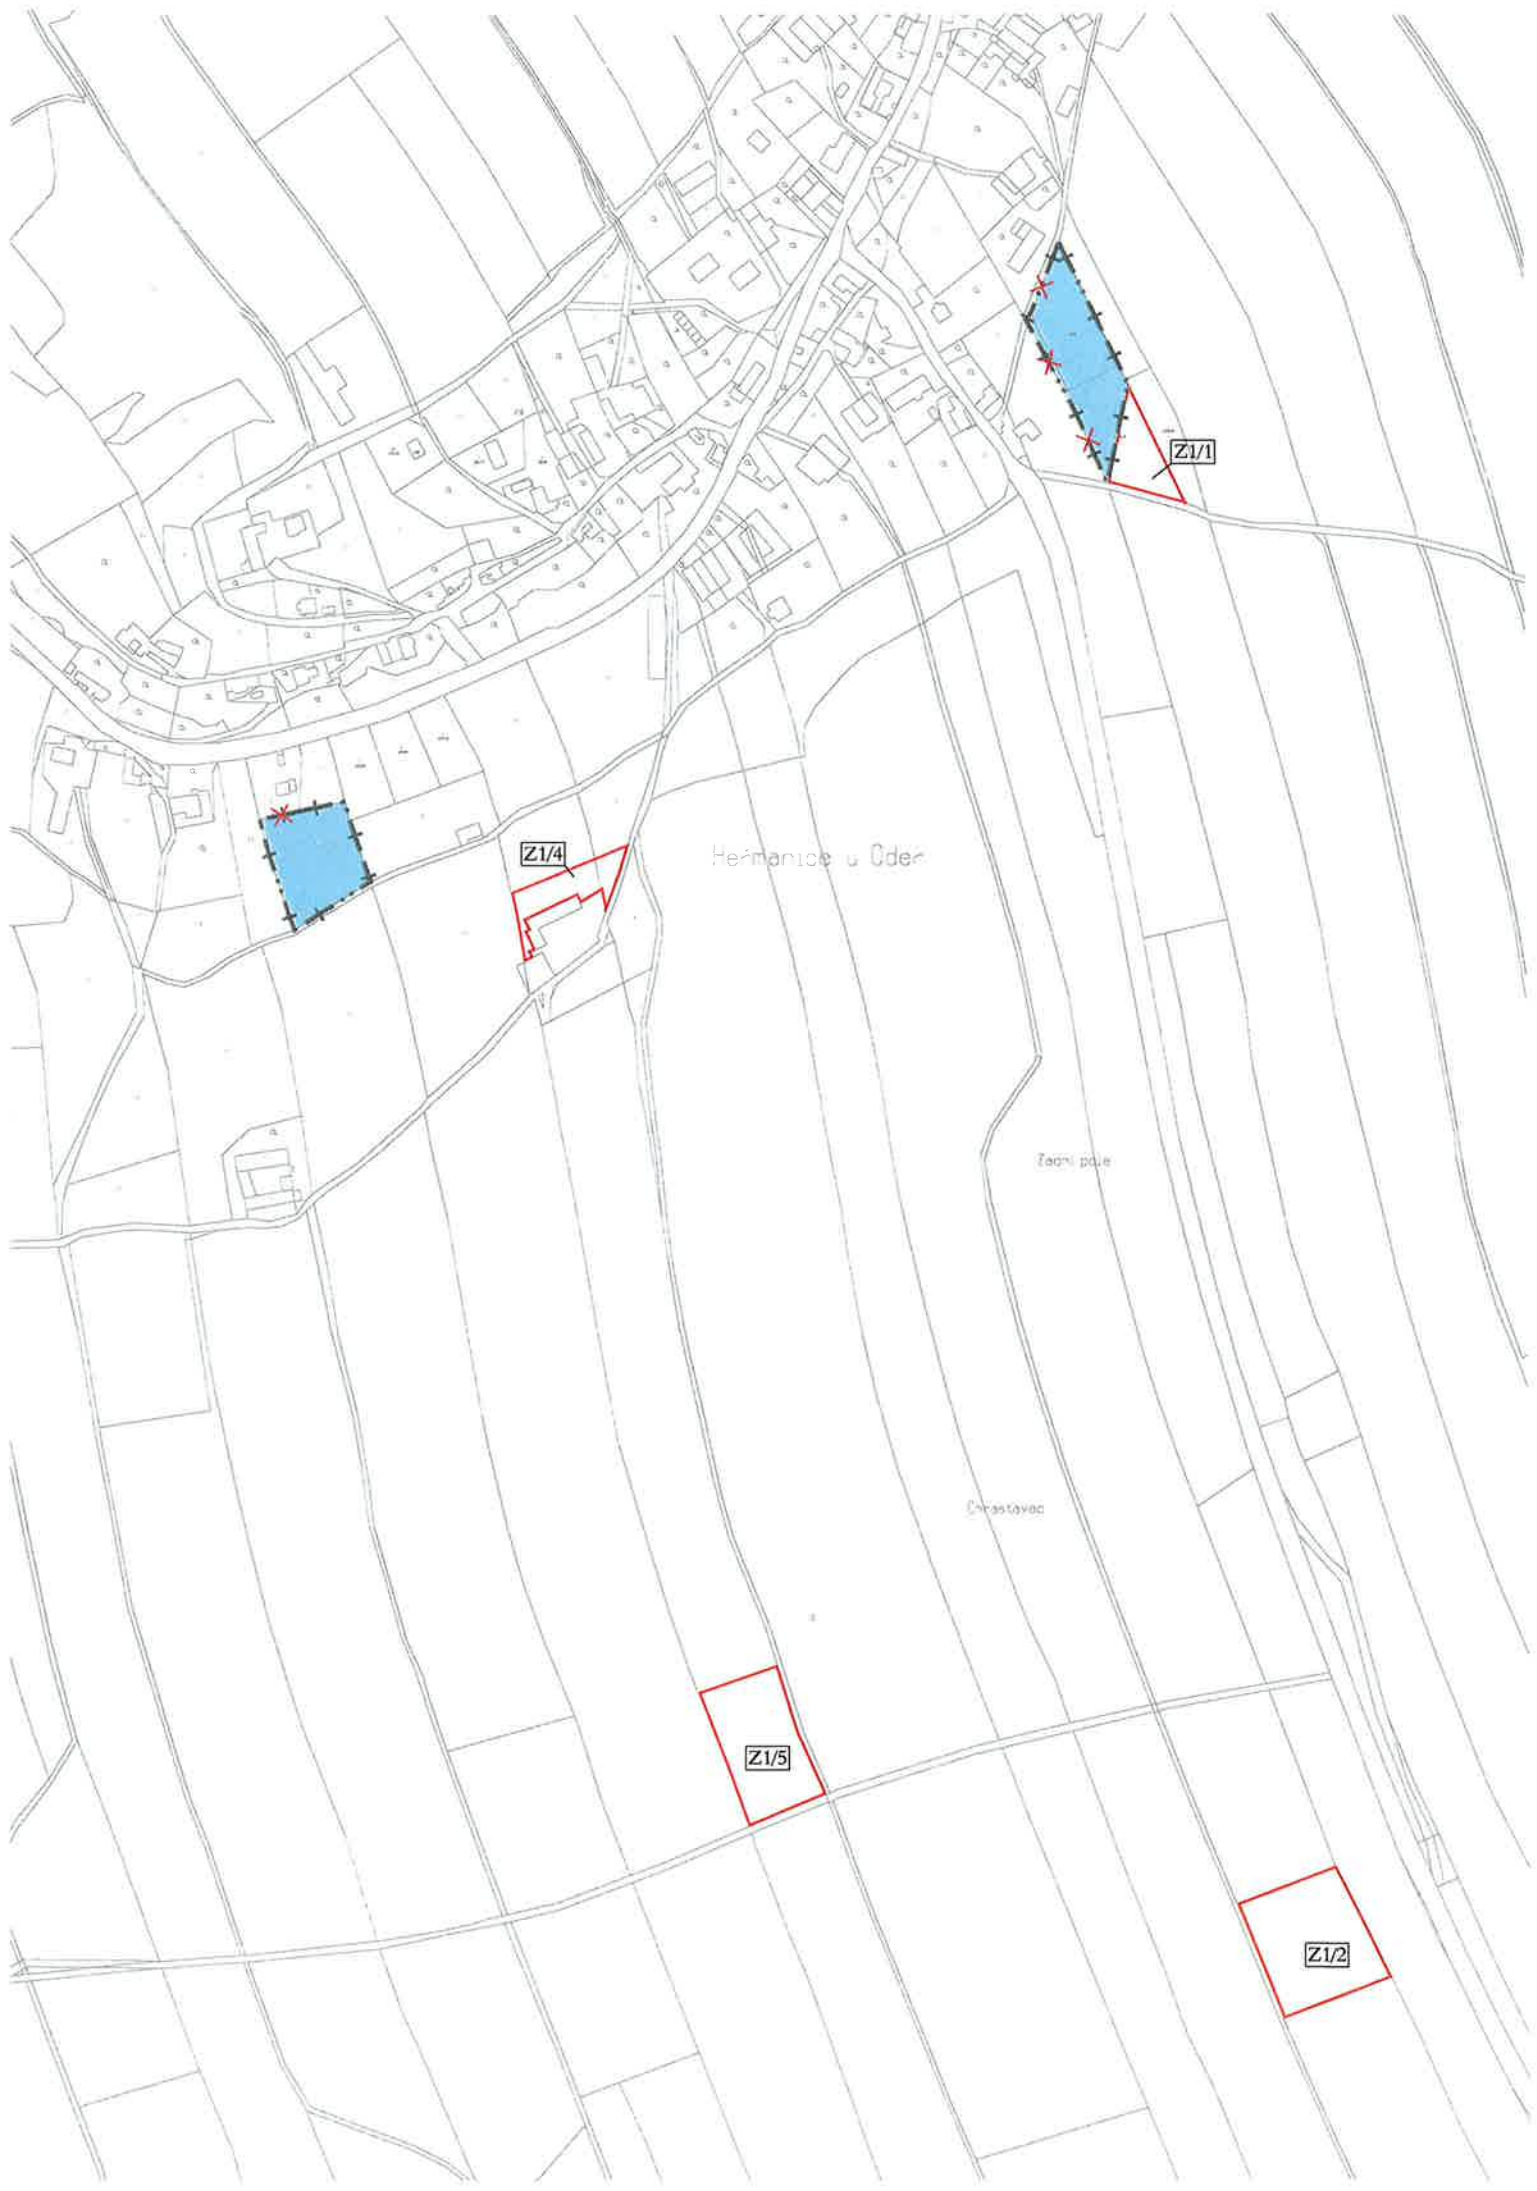 Z1/1
Z1/4
Heřmanice u Oder
Zadní pole
Chrastavec
Z1/5
Z1/2